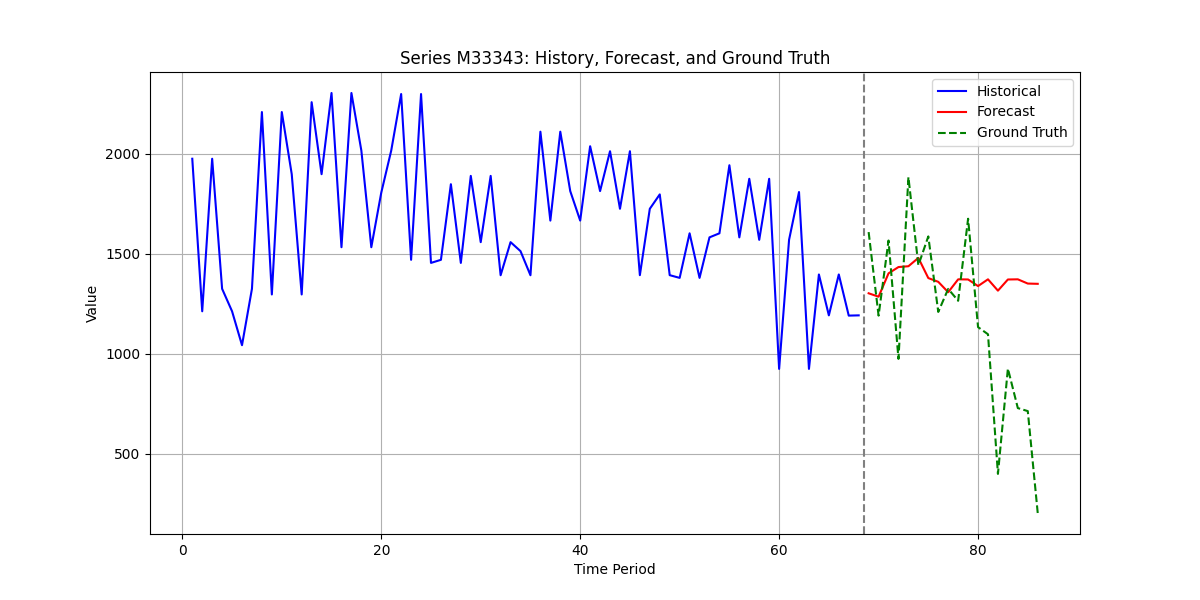 Series M33343: History, Forecast, and Ground Truth
Historical
Forecast
Ground Truth
2000
1500
1000
500
Value
0 20 40 60 80
Time Period